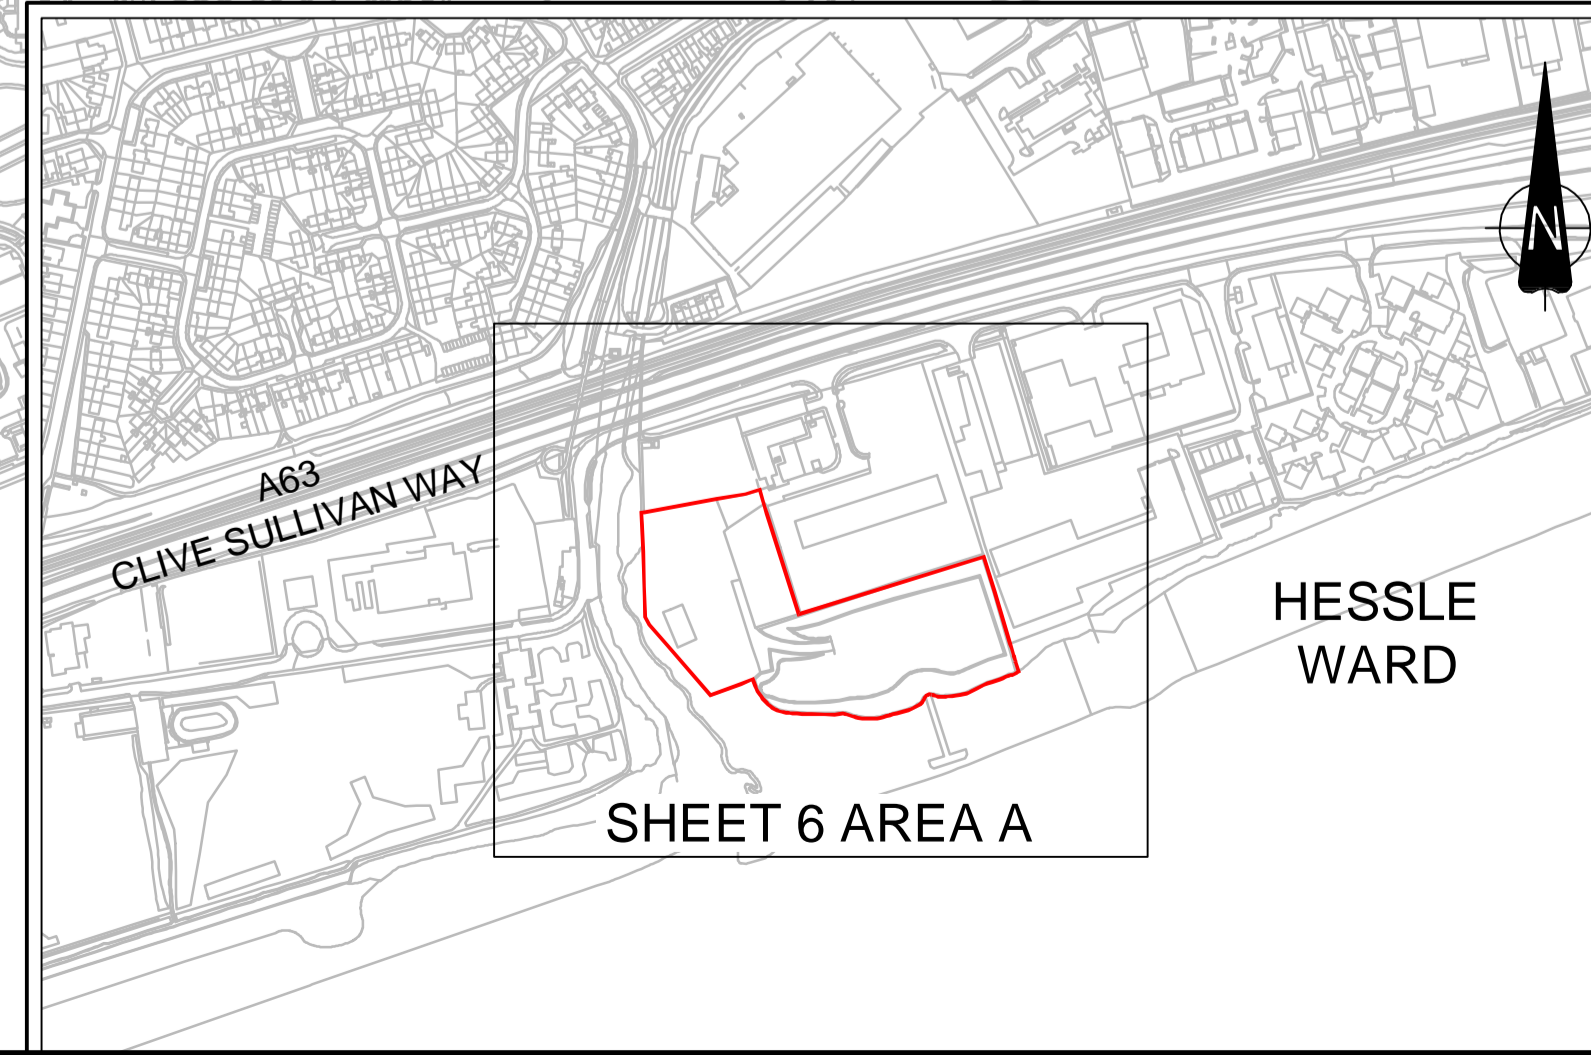 N
A63
CLIVE SULLIVAN WAY
HESSLE
WARD
SHEET 6 AREA A